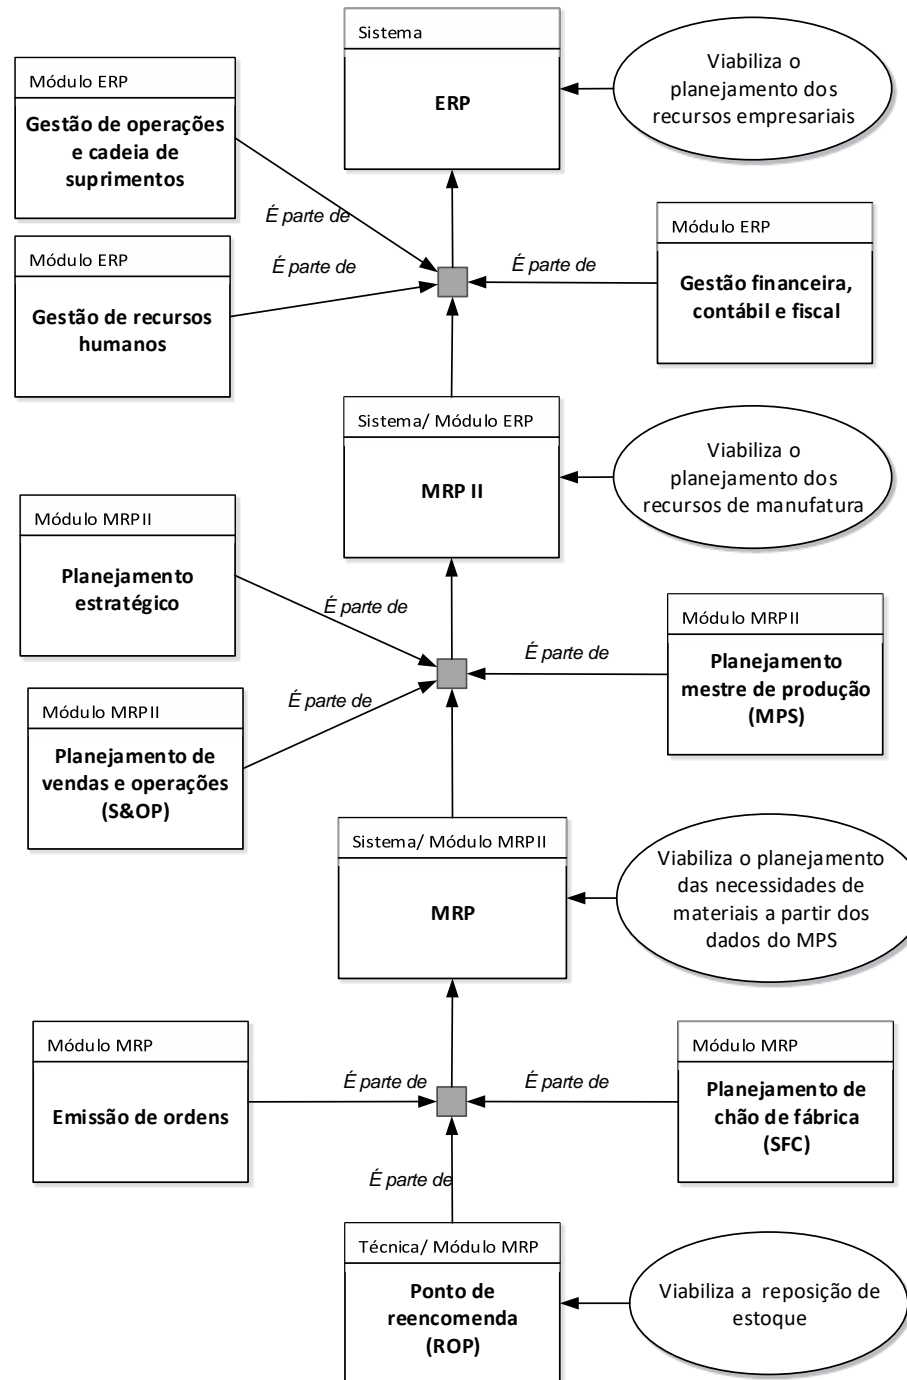 Sistema
ERP
Viabiliza o
planejamento dos
recursos empresariais
Módulo ERP
Gestão de operações
e cadeia de
suprimentos
É parte de
Módulo ERP
Gestão de recursos
humanos
É parte de
É parte de
Módulo ERP
Gestão financeira,
contábil e fiscal
Sistema/ Módulo ERP
MRP II
Viabiliza o
planejamento dos
recursos de manufatura
Módulo MRPII
Planejamento
estratégico
É parte de
Módulo MRPII
Planejamento de
vendas e operações
(S&OP)
É parte de
É parte de
Módulo MRPII
Planejamento
mestre de produção
(MPS)
Sistema/ Módulo MRPII
MRP
Viabiliza o planejamento
das necessidades de
materiais a partir dos
dados do MPS
Módulo MRP
Emissão de ordens
É parte de
É parte de
Módulo MRP
Planejamento de
chão de fábrica
(SFC)
É parte de
Técnica/ Módulo MRP
Ponto de
reencomenda
(ROP)
Viabiliza a reposição de
estoque